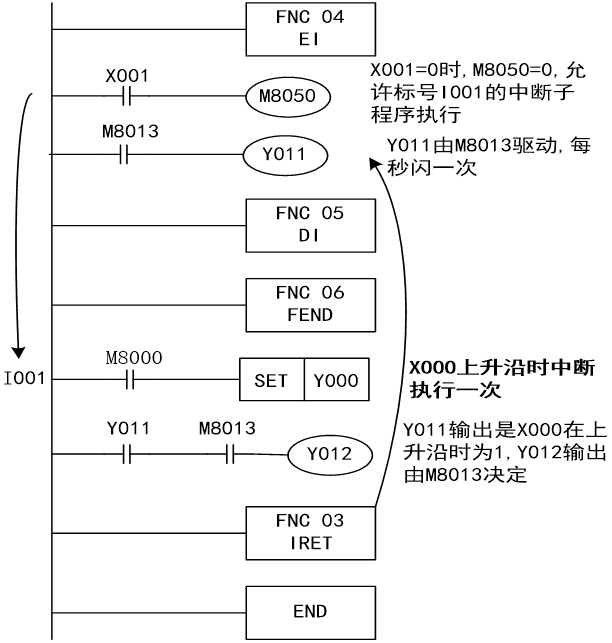 FNC 04
EI
X001
M8050
X001=0时, M8050=0, 允
许标号I001的中断子
程序执行
M8013
Y011
Y011由M8013驱动, 每
秒闪一次
FNC 05
DI
FNC 06
FEND
I001
M8000
SET
Y000
X000上升沿时中断
执行一次
Y011
M8013
Y012
Y011输出是X000在上
升沿时为1, Y012输出
由M8013决定
FNC 03
IRET
END